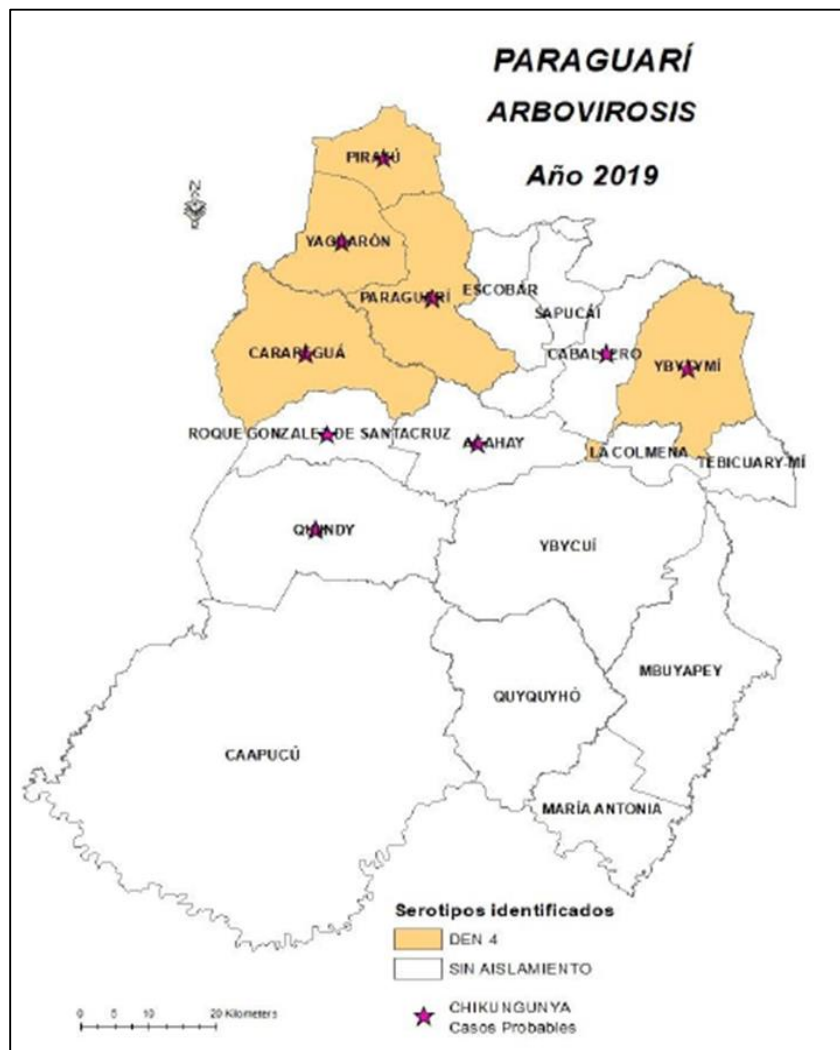 PARAGUARÍ
ARBOVIROSIS
Año 2019
N
PIRAYÚ
YAGUARÓN
ESCOBAR
PARAGUARÍ
SAPUCÁI
CARAPEGUÁ
CABALLERO
YBYTYMÍ
ROQUE GONZALEZ DE SANTACRUZ
ACAHAY
LA COLMENA
TEBICUARY-MÍ
QUIINDY
YBYCUÍ
MBUYAPEY
QUYQUYHÓ
CAAPUCÚ
MARÍA ANTONIA
Serotipos identificados
DEN 4
SIN AISLAMIENTO
CHIKUNGUNYA
Casos Probables
0 5 10 20 Kilometers